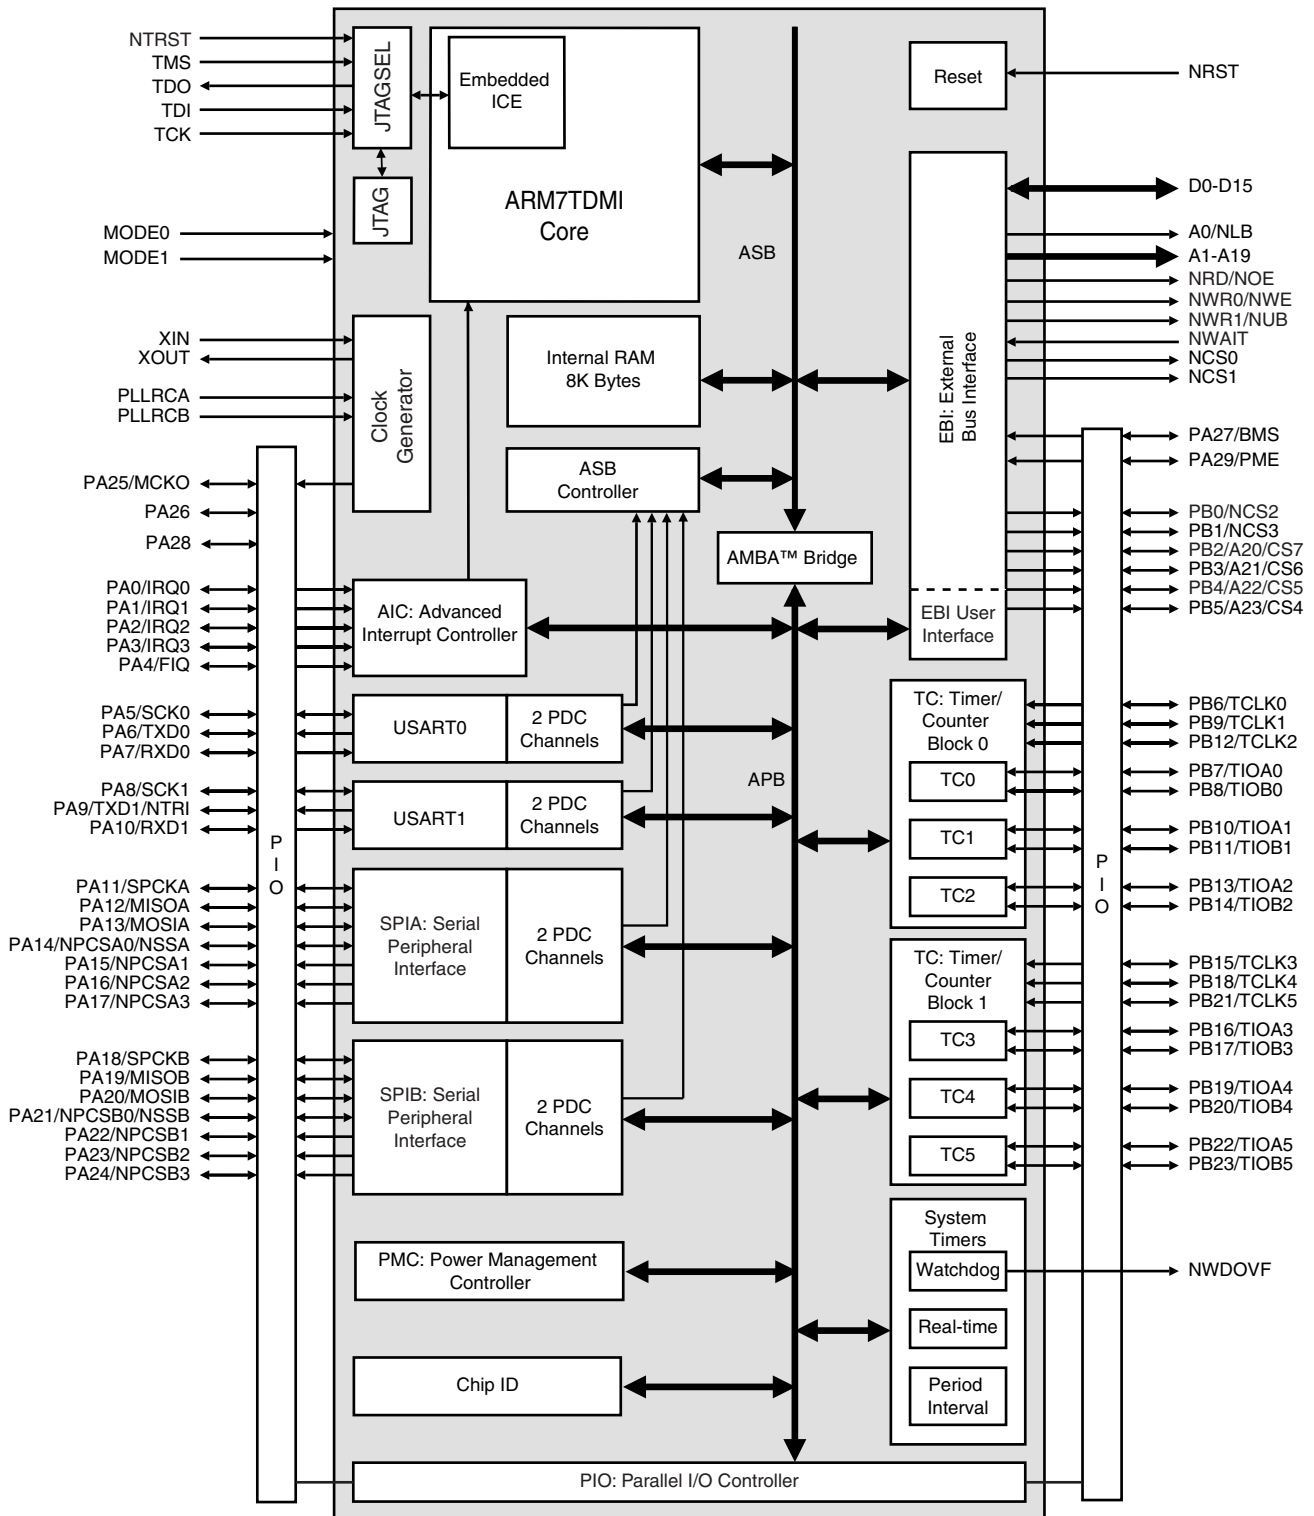 NTRST
TMS
TDO
TDI
TCK
MODE0
MODE1
XIN
XOUT
PLLRCA
PLLRCB
PA25/MCKO
PA26
PA28
PA0/IRQ0
PA1/IRQ1
PA2/IRQ2
PA3/IRQ3
PA4/FIQ
PA5/SCK0
PA6/TXD0
PA7/RXD0
PA8/SCK1
PA9/TXD1/NTRI
PA10/RXD1
PA11/SPCKA
PA12/MISOA
PA13/MOSIA
PA14/NPCSA0/NSSA
PA15/NPCSA1
PA16/NPCSA2
PA17/NPCSA3
PA18/SPCKB
PA19/MISOB
PA20/MOSIB
PA21/NPCSB0/NSSB
PA22/NPCSB1
PA23/NPCSB2
PA24/NPCSB3
P
I
O
JTAGSEL
JTAG
Embedded
ICE
ARM7TDMI
Core
Clock
Generator
Internal RAM
8K Bytes
ASB
Controller
ASB
AMBA™ Bridge
AIC: Advanced
Interrupt Controller
USART0
2 PDC
Channels
USART1
2 PDC
Channels
APB
SPIA: Serial
Peripheral
Interface
2 PDC
Channels
SPIB: Serial
Peripheral
Interface
2 PDC
Channels
PMC: Power Management
Controller
Chip ID
PIO: Parallel I/O Controller
Reset
EBI: External
Bus Interface
EBI User
Interface
TC: Timer/
Counter
Block 0
TC0
TC1
TC2
TC: Timer/
Counter
Block 1
TC3
TC4
TC5
System
Timers
Watchdog
Real-time
Period
Interval
P
I
O
NRST
D0-D15
A0/NLB
A1-A19
NRD/NOE
NWR0/NWE
NWR1/NUB
NWAIT
NCS0
NCS1
PA27/BMS
PA29/PME
PB0/NCS2
PB1/NCS3
PB2/A20/CS7
PB3/A21/CS6
PB4/A22/CS5
PB5/A23/CS4
PB6/TCLK0
PB9/TCLK1
PB12/TCLK2
PB7/TIOA0
PB8/TIOB0
PB10/TIOA1
PB11/TIOB1
PB13/TIOA2
PB14/TIOB2
PB15/TCLK3
PB18/TCLK4
PB21/TCLK5
PB16/TIOA3
PB17/TIOB3
PB19/TIOA4
PB20/TIOB4
PB22/TIOA5
PB23/TIOB5
NWDOVF